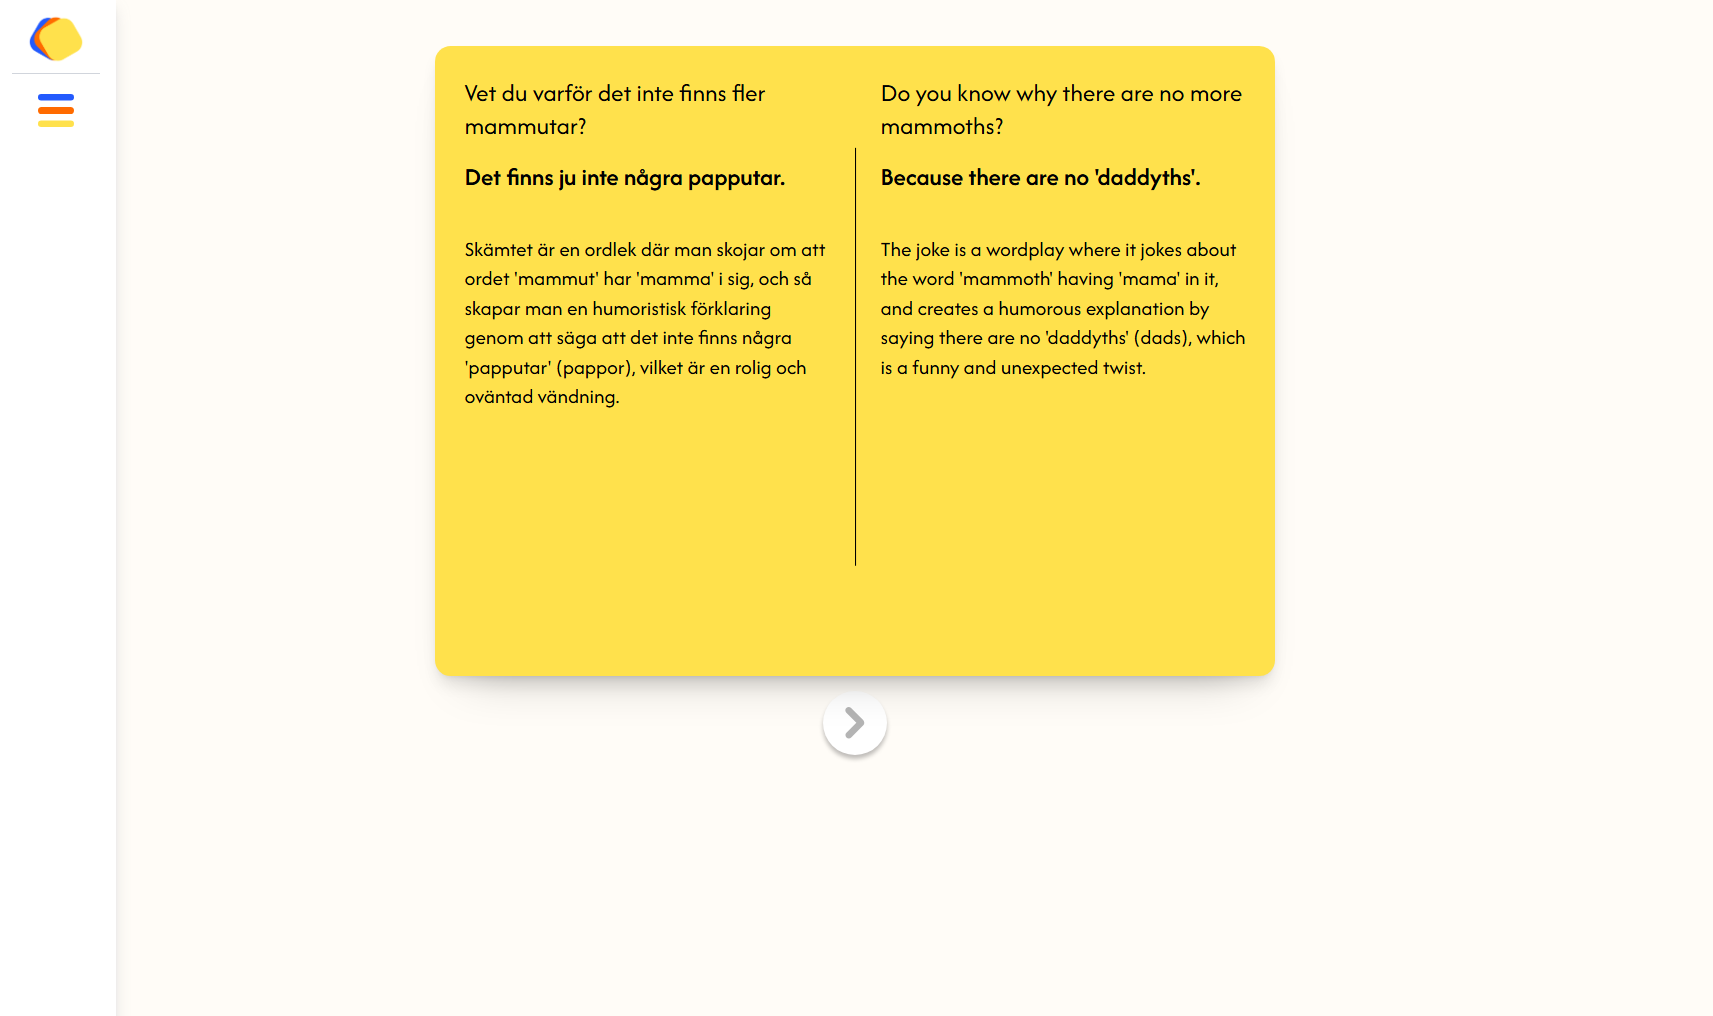 Vet du varför det inte finns fler
mammutar?
Det finns ju inte några papputar.
Skämtet är en ordlek där man skojar om att
ordet 'mammut' har 'mamma' i sig, och så
skapar man en humoristisk förklaring
genom att säga att det inte finns några
'papputar' (pappor), vilket är en rolig och
oväntad vändning.
Do you know why there are no more
mammoths?
Because there are no 'daddyths'.
The joke is a wordplay where it jokes about
the word 'mammoth' having 'mama' in it,
and creates a humorous explanation by
saying there are no 'daddyths' (dads), which
is a funny and unexpected twist.